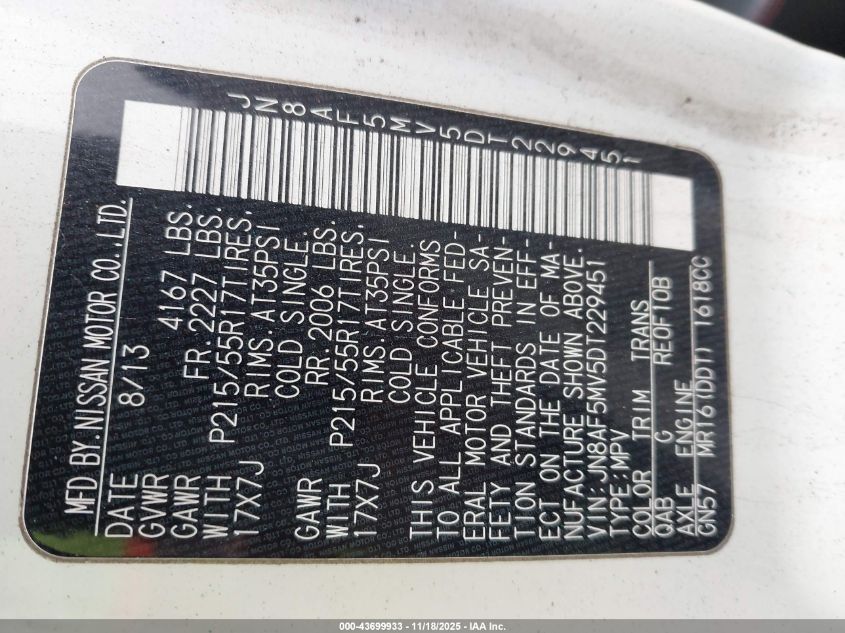 JN8AF5MV5DT229451
MFD BY.NISSAN MOTOR CO.,LTD.
DATE 8/13
GVWR 4167 LBS.
GAWR FR.2227 LBS.
WITH P215/55R17TIRES.
17X7J RIMS.AT35PSI
COLD SINGLE.
GAWR RR.2006 LBS.
WITH P215/55R17TIRES.
17X7J RIMS.AT35PSI
COLD SINGLE.
THIS VEHICLE CONFORMS
TO ALL APPLICABLE FED-
ERAL MOTOR VEHICLE SA-
FETY AND THEFT PREVEN-
TION STANDARDS IN EFF-
ECT ON THE DATE OF MA-
NUFACTURE SHOWN ABOVE.
VIN:JN8AF5MV5DT229451
TYPE:MPV
COLOR TRIM TRANS
QAB G REOF10B
AXLE ENGINE
GN57 MR16(DDT) 1618CC
000-43699933 - 11/18/2025 - IAA Inc.